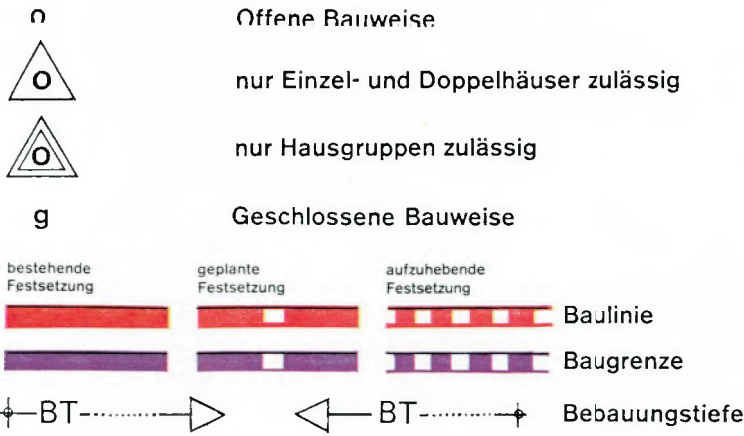 o Offene Bauweise
O nur Einzel- und Doppelhäuser zulässig
O nur Hausgruppen zulässig
g Geschlossene Bauweise
bestehende geplante aufzuhebende
Festsetzung Festsetzung Festsetzung
Baulinie
Baugrenze
BT BT Bebauungstiefe